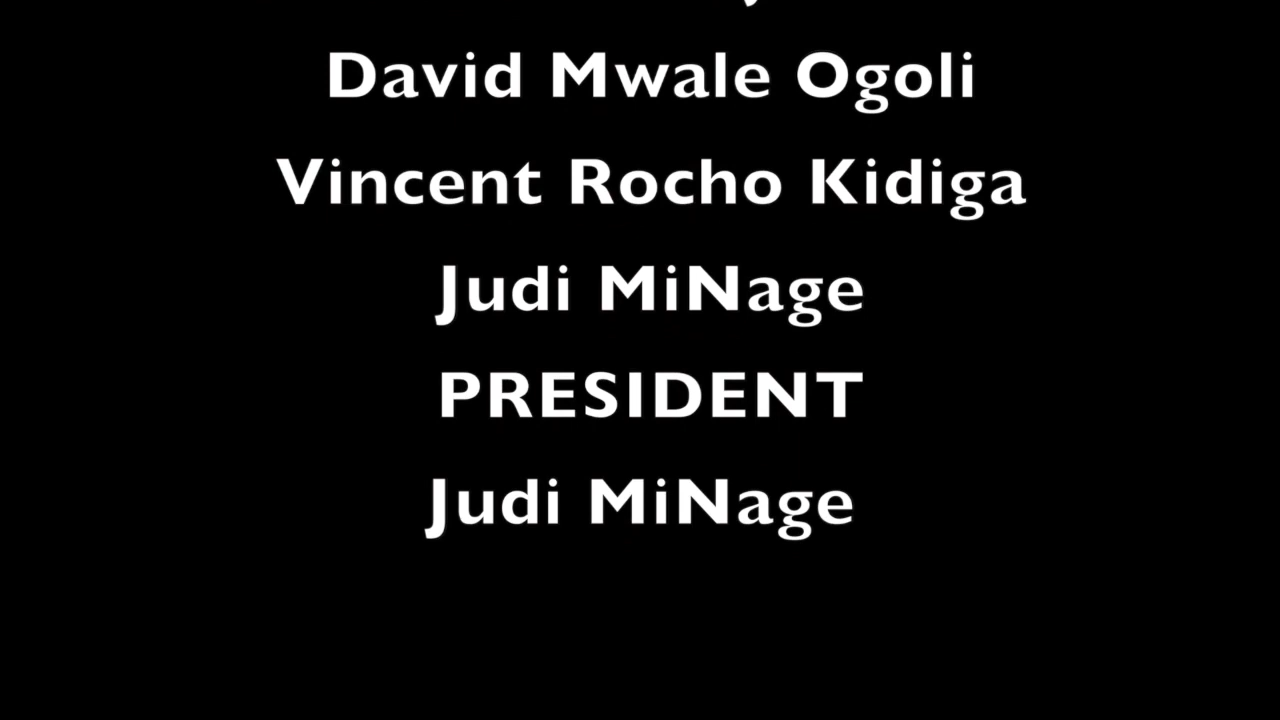 David Mwale Ogoli
Vincent Rocho Kidiga
Judi MiNage
PRESIDENT
Judi MiNage